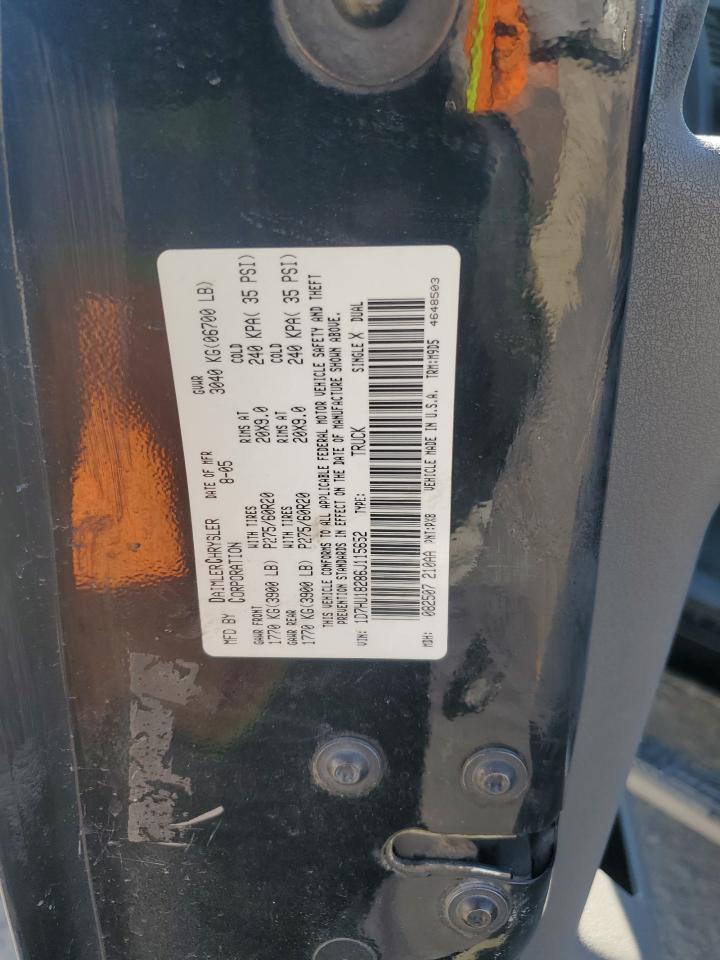 MFD BY DAIMLERCHRYSLER CORPORATION DATE OF MFR 8-05 GVWR 3040 KG(06700 LB)
GAWR FRONT WITH TIRES RIMS AT COLD
1770 KG(3900 LB) P275/60R20 20X9.0 240 KPA( 35 PSI)
GAWR REAR WITH TIRES RIMS AT COLD
1770 KG(3900 LB) P275/60R20 20X9.0 240 KPA( 35 PSI)
THIS VEHICLE CONFORMS TO ALL APPLICABLE FEDERAL MOTOR VEHICLE SAFETY AND THEFT
PREVENTION STANDARDS IN EFFECT ON THE DATE OF MANUFACTURE SHOWN ABOVE.
VIN: 1D7HU18286J115652 TYPE: TRUCK SINGLE X DUAL
MDH: 082507 210AA PNT:PX8 VEHICLE MADE IN U.S.A. TRM:M9D5 4648503